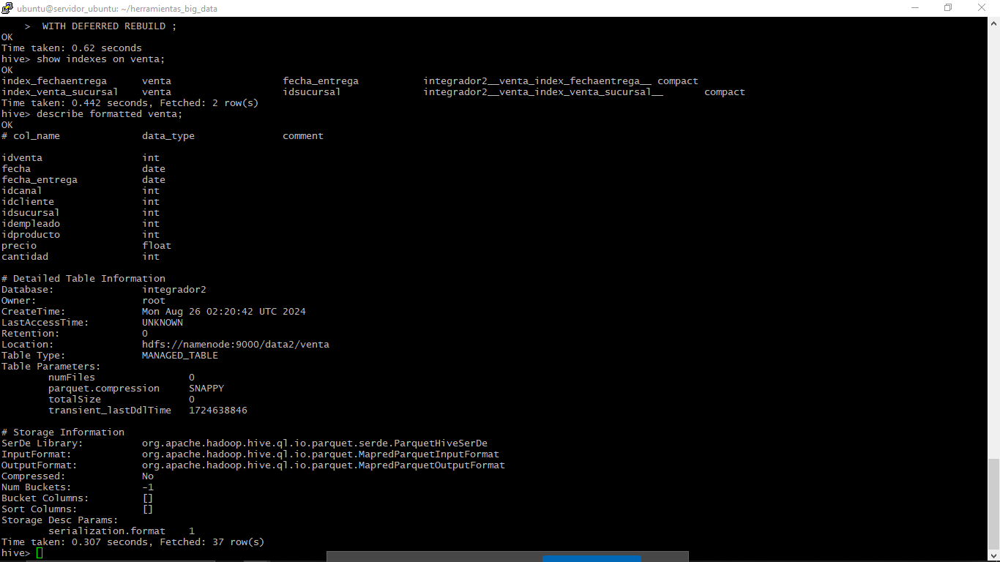 ubuntu@servidor_ubuntu: ~/herramientas_big_data
> WITH DEFERRED REBUILD ;
OK
Time taken: 0.62 seconds
hive> show indexes on venta;
OK
index_fechaentrega venta fecha_entrega integrador2__venta_index_fechaentrega__ compact
index_venta_sucursal venta idsucursal integrador2__venta_index_venta_sucursal__ compact
Time taken: 0.442 seconds, Fetched: 2 row(s)
hive> describe formatted venta;
OK
# col_name data_type comment
idventa int
fecha date
fecha_entrega date
idcanal int
idcliente int
idsucursal int
idempleado int
idproducto int
precio float
cantidad int
# Detailed Table Information
Database: integrador2
Owner: root
CreateTime: Mon Aug 26 02:20:42 UTC 2024
LastAccessTime: UNKNOWN
Retention: 0
Location: hdfs://namenode:9000/data2/venta
Table Type: MANAGED_TABLE
Table Parameters:
numFiles 0
parquet.compression SNAPPY
totalSize 0
transient_lastDdlTime 1724638846
# Storage Information
SerDe Library: org.apache.hadoop.hive.ql.io.parquet.serde.ParquetHiveSerDe
InputFormat: org.apache.hadoop.hive.ql.io.parquet.MapredParquetInputFormat
OutputFormat: org.apache.hadoop.hive.ql.io.parquet.MapredParquetOutputFormat
Compressed: No
Num Buckets: -1
Bucket Columns: []
Sort Columns: []
Storage Desc Params:
serialization.format 1
Time taken: 0.307 seconds, Fetched: 37 row(s)
hive>